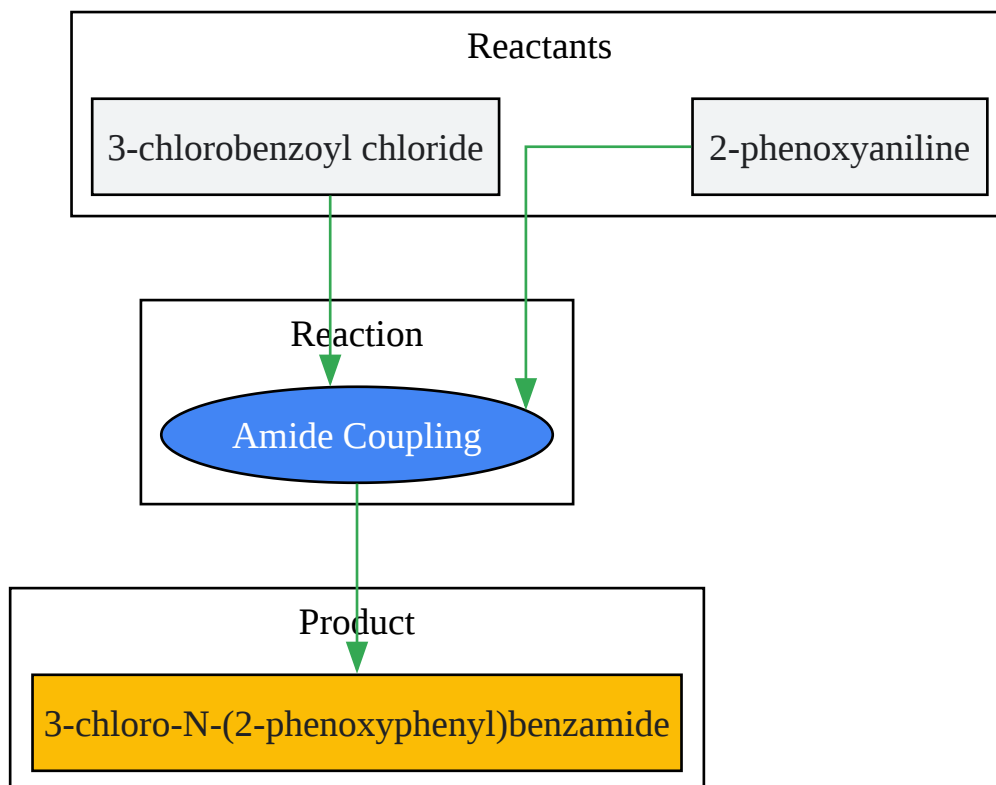 Reactants
3-chlorobenzoyl chloride
2-phenoxyaniline
Reaction
Amide Coupling
Product
3-chloro-N-(2-phenoxyphenyl)benzamide